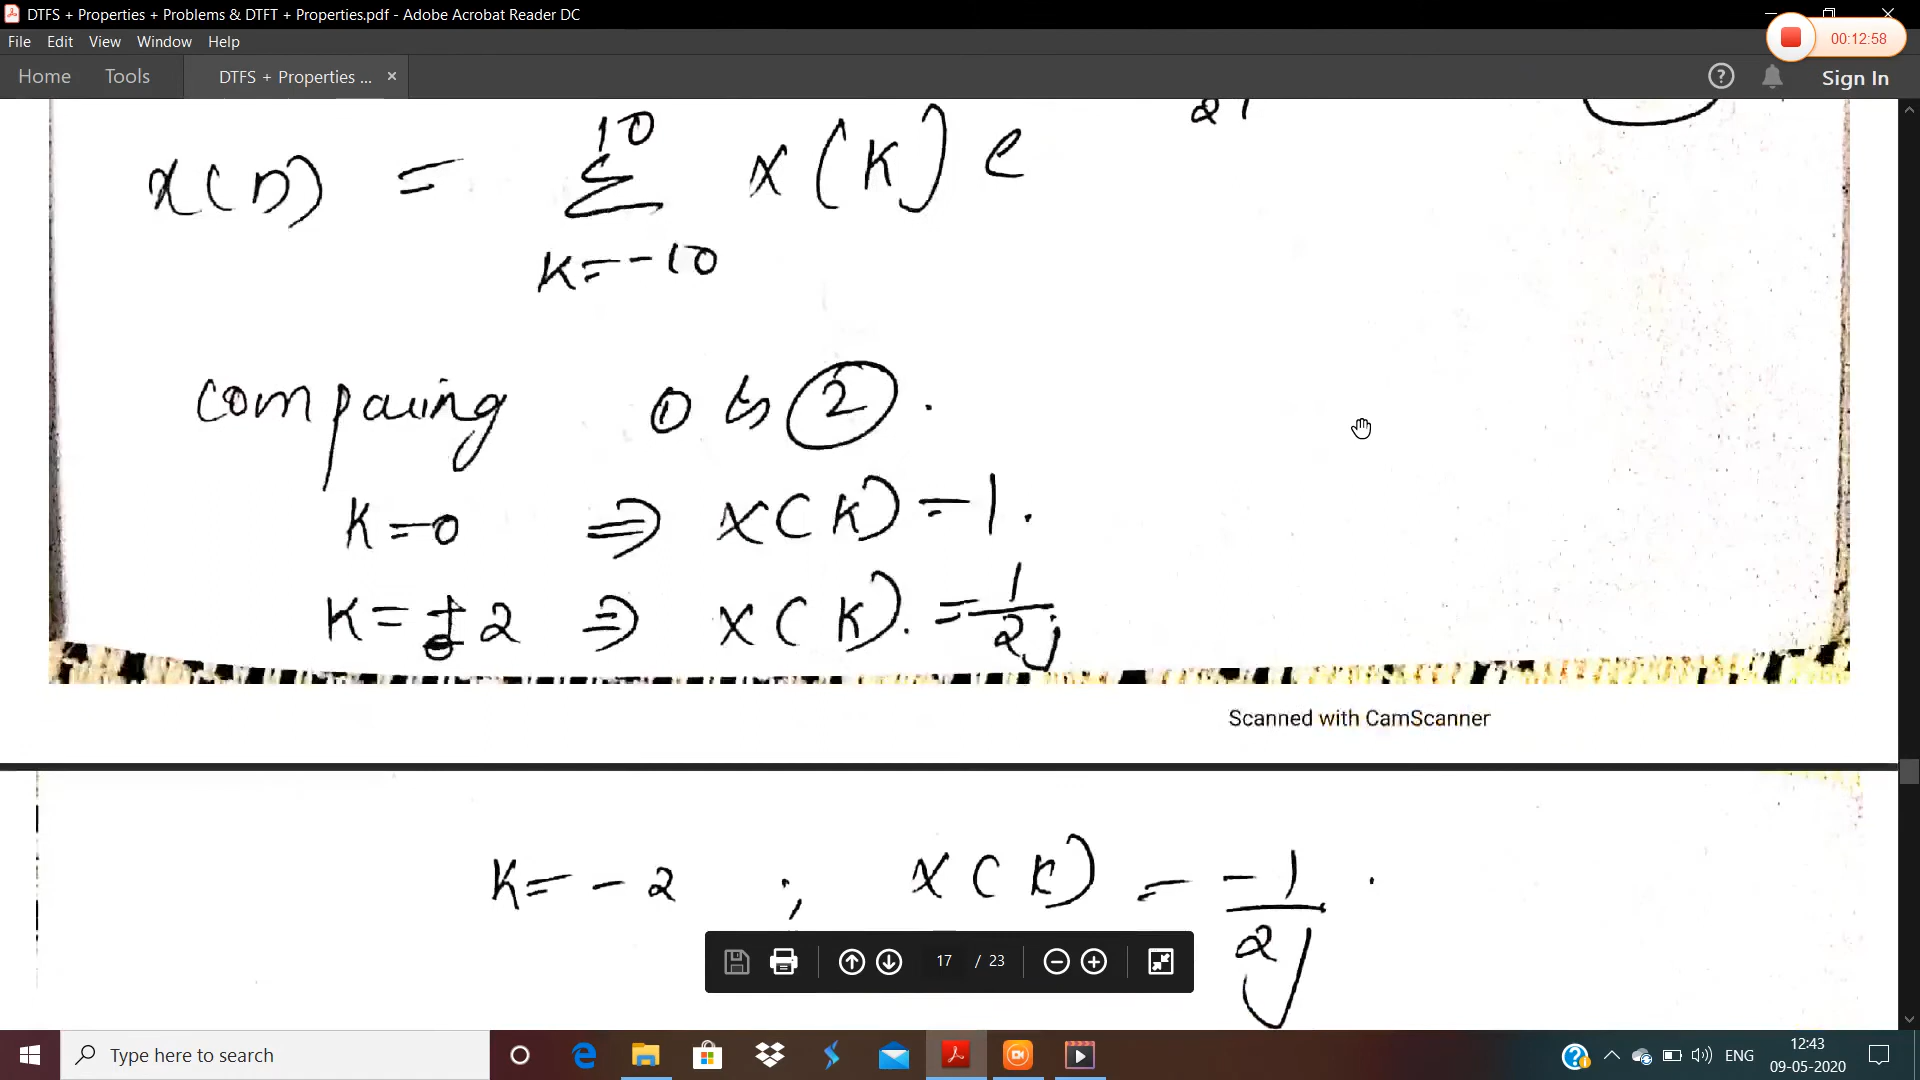 DTFS + Properties + Problems & DTFT + Properties.pdf - Adobe Acrobat Reader DC
00:12:58
File Edit View Window Help
Home Tools DTFS + Properties ... × ? Sign In
10
x(n) = Σ x(K) e
K=-10
comparing ① & ② .
K=0 ⇒ x(K) = 1.
K=+2 ⇒ x(K). = 1/2j
Scanned with CamScanner
K= - 2 ; x(K) = -1/2j .
17 / 23
Type here to search
ENG
12:43
09-05-2020